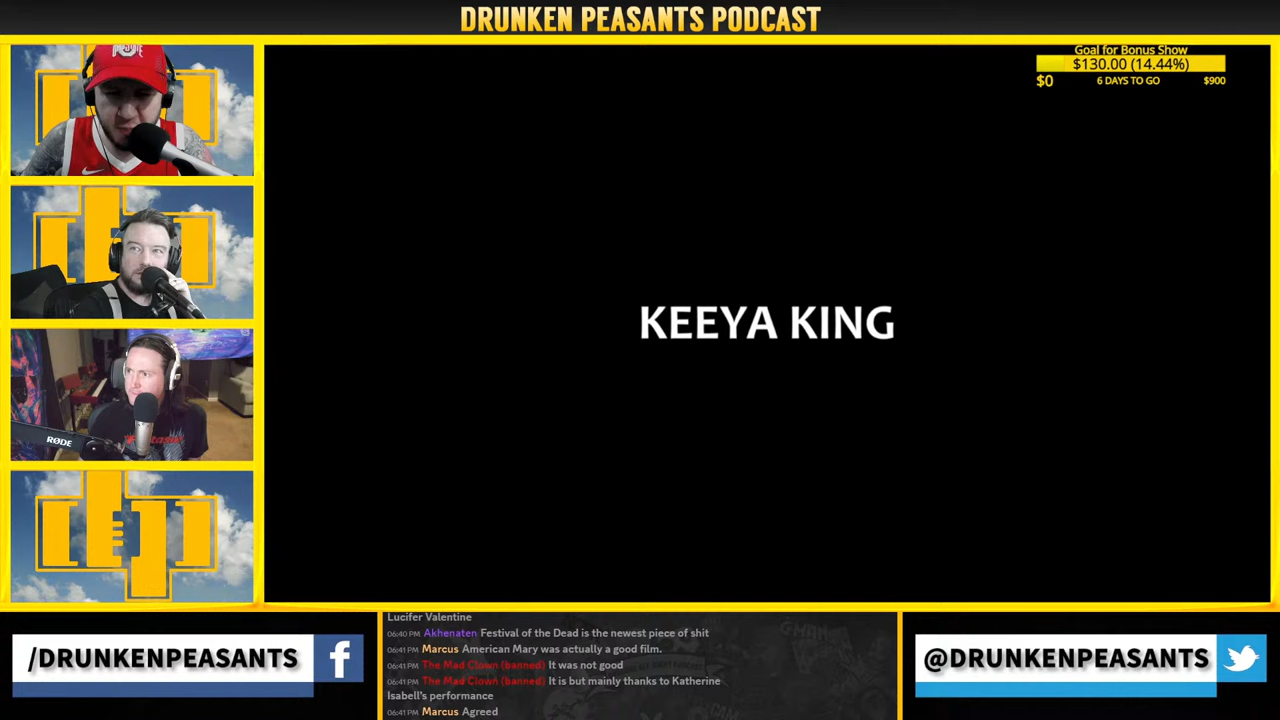 DRUNKEN PEASANTS PODCAST
Goal for Bonus Show
$130.00 (14.44%)
$0 6 DAYS TO GO $900
KEEYA KING
RØDE
Lucifer Valentine
06:40 PM Akhenaten Festival of the Dead is the newest piece of shit
06:41 PM Marcus American Mary was actually a good film.
06:41 PM The Mad Clown (banned) It was not good
06:41 PM The Mad Clown (banned) It is but mainly thanks to Katherine
Isabell's performance
06:41 PM Marcus Agreed
/DRUNKENPEASANTS f
@DRUNKENPEASANTS